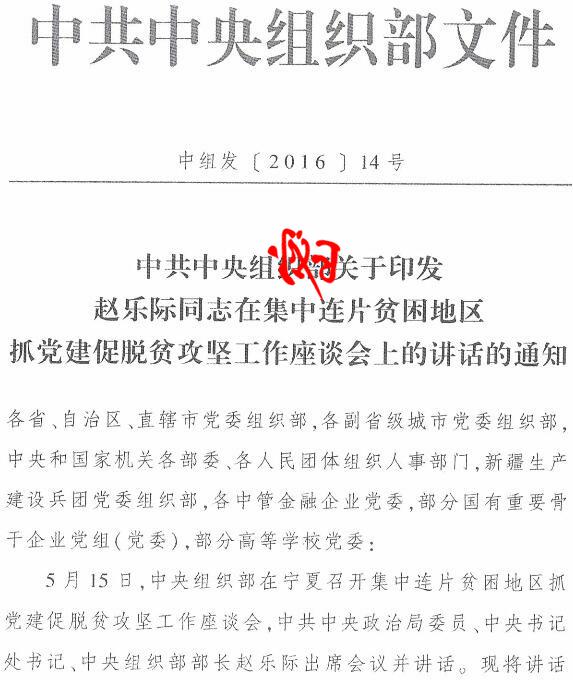 中共中央组织部文件
中组发〔2016〕14号
中共中央组织部关于印发
赵乐际同志在集中连片贫困地区
抓党建促脱贫攻坚工作座谈会上的讲话的通知
各省、自治区、直辖市党委组织部，各副省级城市党委组织部，
中央和国家机关各部委、各人民团体组织人事部门，新疆生产
建设兵团党委组织部，各中管金融企业党委，部分国有重要骨
干企业党组(党委)，部分高等学校党委：
5月15日，中央组织部在宁夏召开集中连片贫困地区抓
党建促脱贫攻坚工作座谈会，中共中央政治局委员、中央书记
处书记、中央组织部部长赵乐际出席会议并讲话。现将讲话